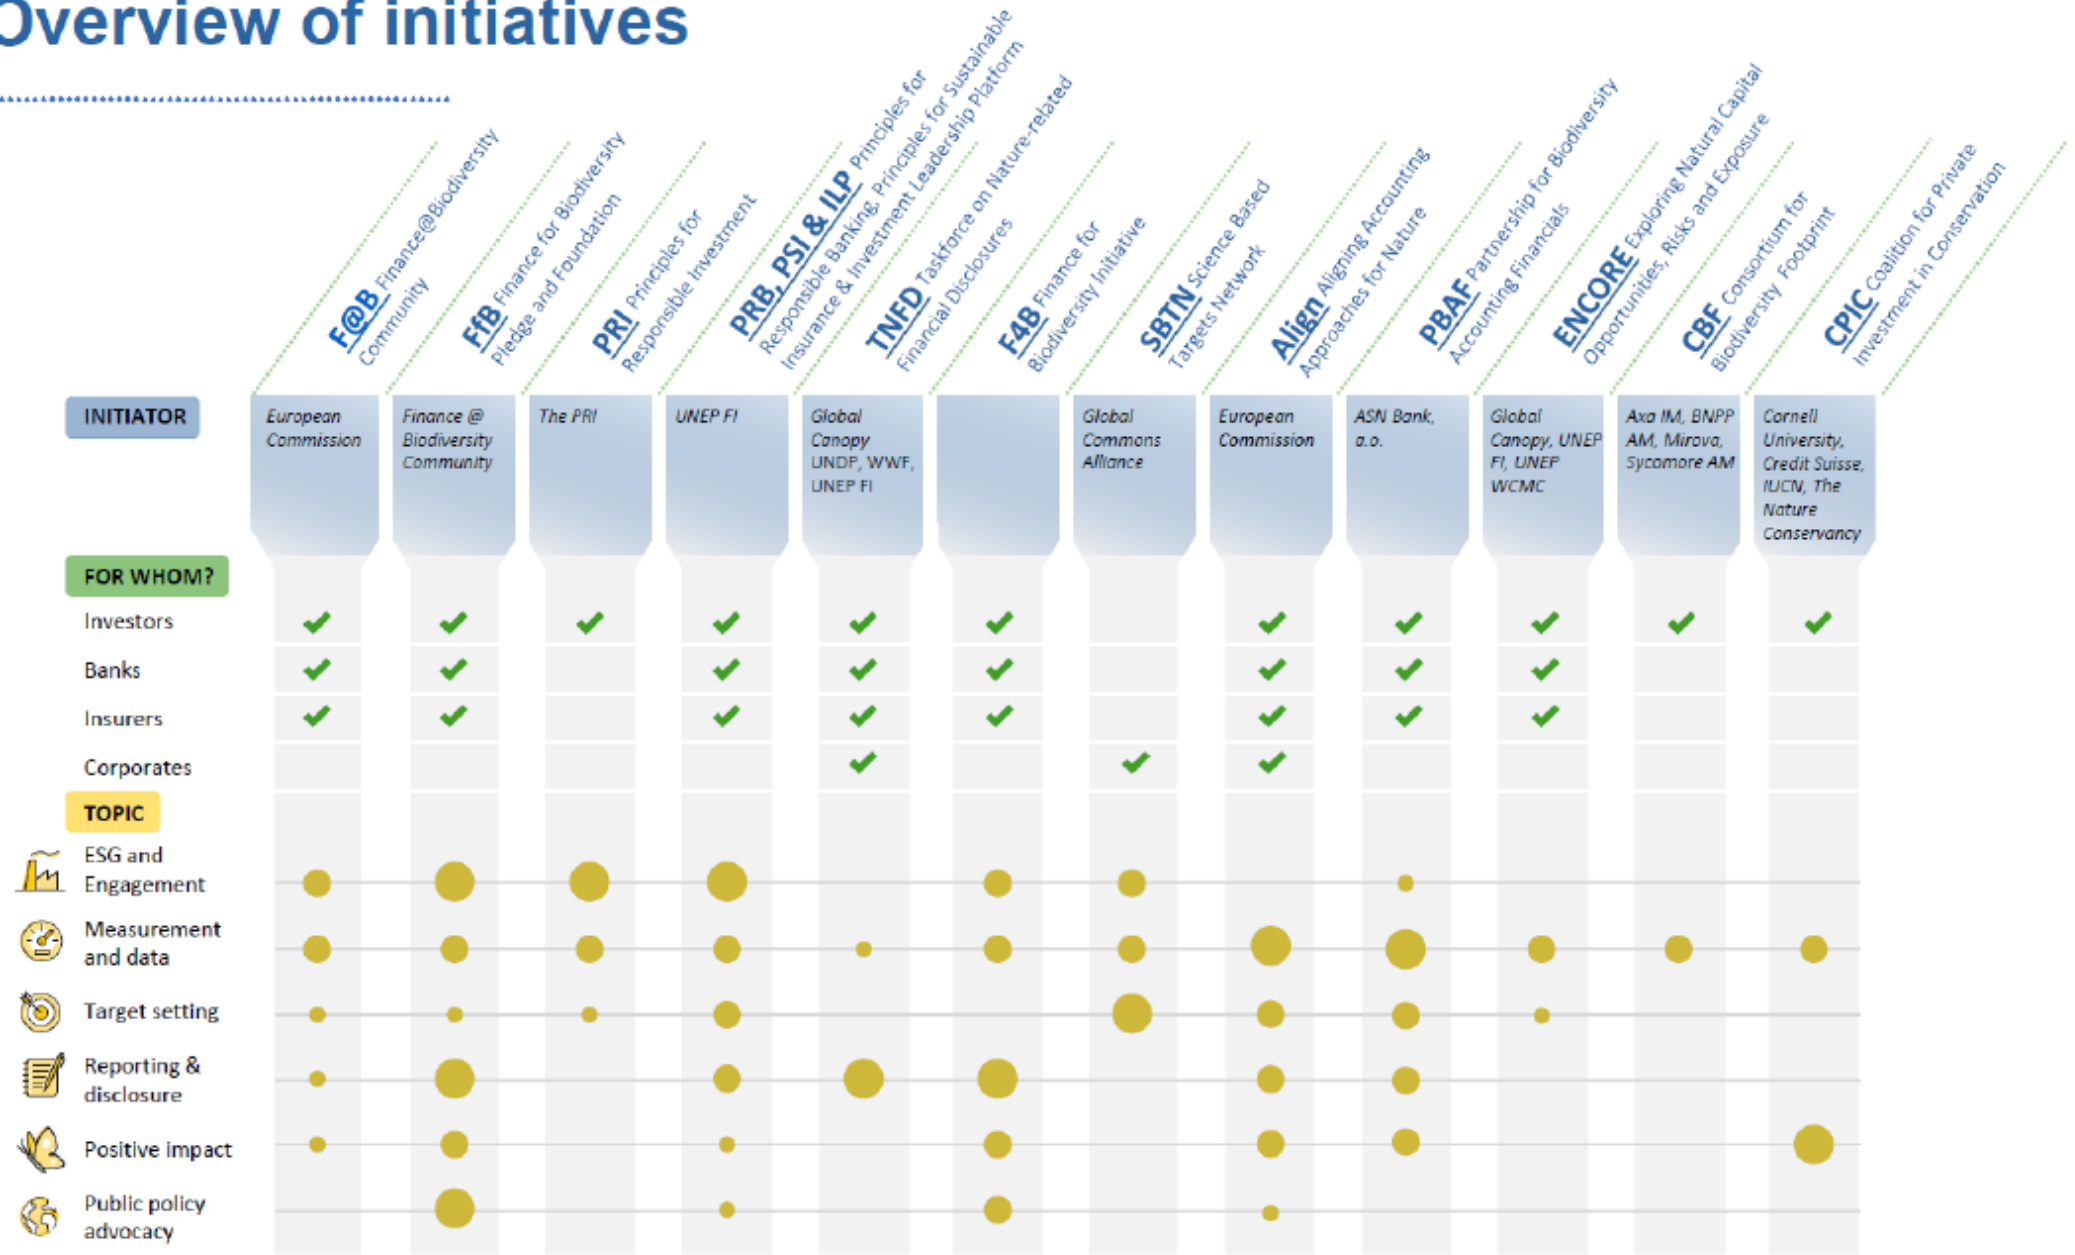 Overview of initiatives
F@B Finance@Biodiversity
Community
FfB Finance for Biodiversity
Pledge and Foundation
PRI Principles for
Responsible Investment
PRB, PSI & ILP Principles for
Responsible Banking, Principles for Sustainable
Insurance & Investment Leadership Platform
TNFD Taskforce on Nature-related
Financial Disclosures
F4B Finance for
Biodiversity Initiative
SBTN Science Based
Targets Network
Align Aligning Accounting
Approaches for Nature
PBAF Partnership for Biodiversity
Accounting Financials
ENCORE Exploring Natural Capital
Opportunities, Risks and Exposure
CBF Consortium for
Biodiversity Footprint
CPIC Coalition for Private
Investment in Conservation
INITIATOR
European
Commission
Finance @
Biodiversity
Community
The PRI
UNEP FI
Global
Canopy
UNDP, WWF,
UNEP FI
Global
Commons
Alliance
European
Commission
ASN Bank,
a.o.
Global
Canopy, UNEP
FI, UNEP
WCMC
Axa IM, BNPP
AM, Mirova,
Sycomore AM
Cornell
University,
Credit Suisse,
IUCN, The
Nature
Conservancy
FOR WHOM?
Investors
Banks
Insurers
Corporates
TOPIC
ESG and
Engagement
Measurement
and data
Target setting
Reporting &
disclosure
Positive impact
Public policy
advocacy